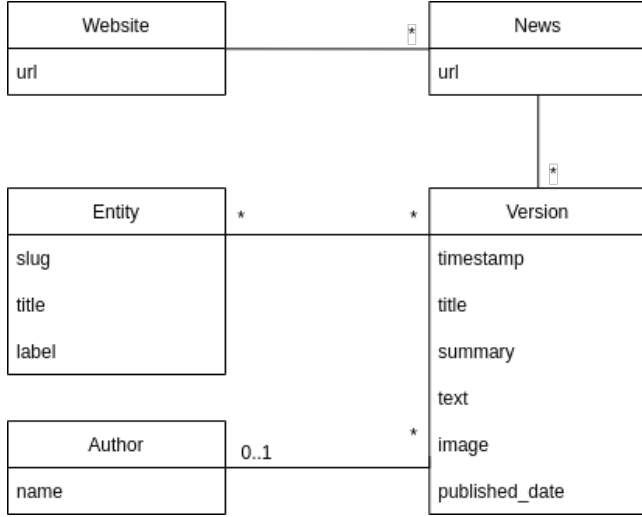 Website
*
News
url
url
*
Entity
*
*
Version
slug
timestamp
title
title
label
summary
text
Author
0..1
*
image
name
published_date